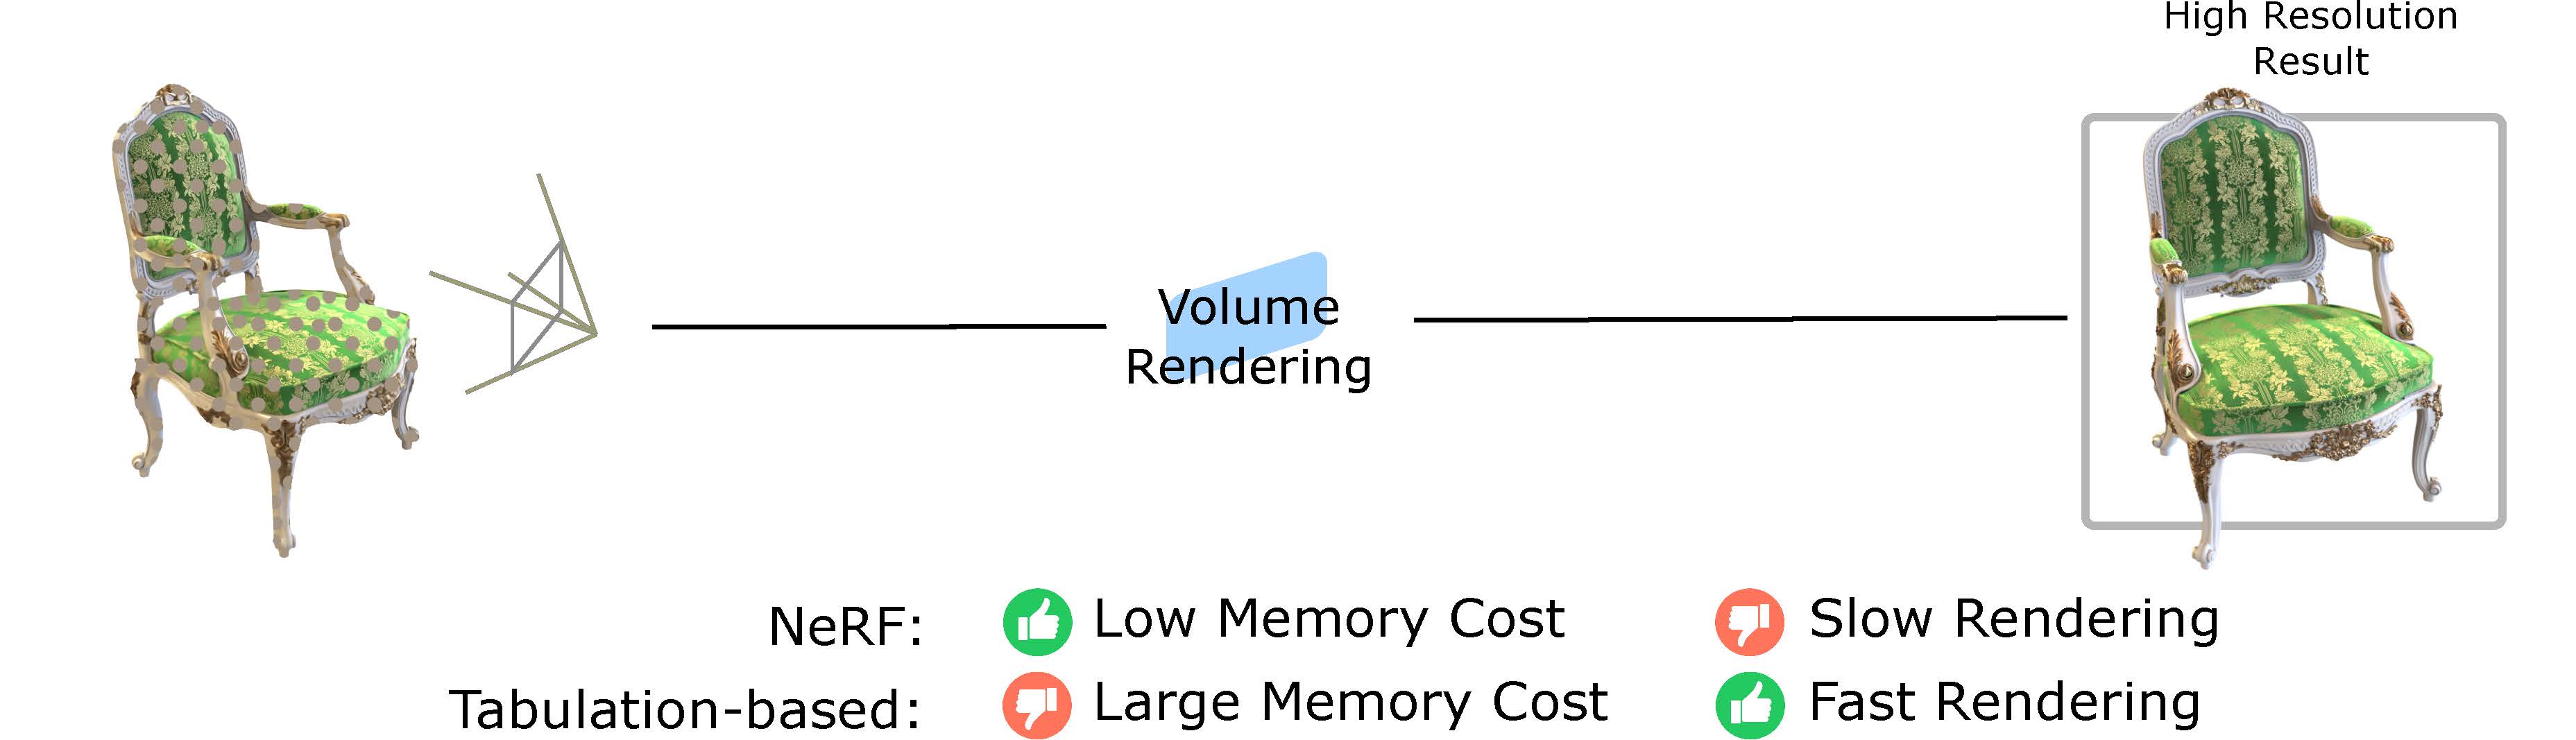 High Resolution
Result
Volume
Rendering
NeRF: Low Memory Cost Slow Rendering
Tabulation-based: Large Memory Cost Fast Rendering